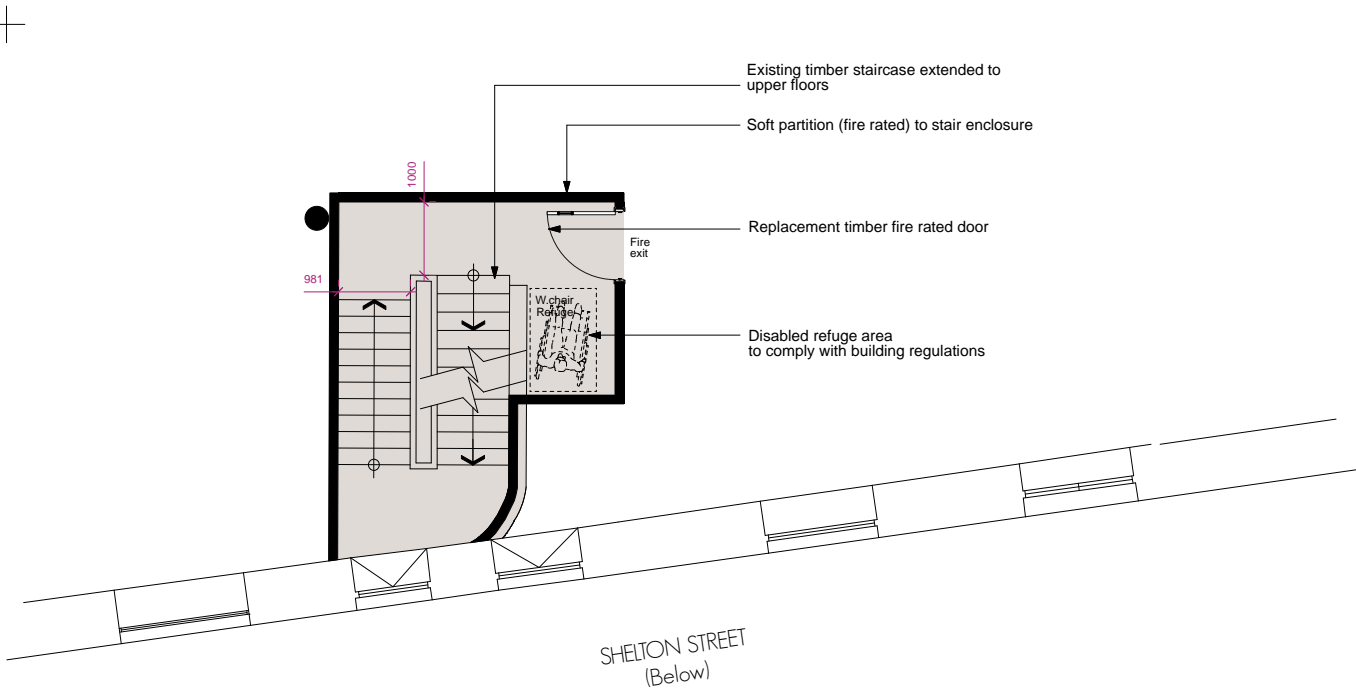 Existing timber staircase extended to
upper floors
Soft partition (fire rated) to stair enclosure
1000
Replacement timber fire rated door
Fire
exit
981
W.chair
Refuge
Disabled refuge area
to comply with building regulations
SHELTON STREET
(Below)